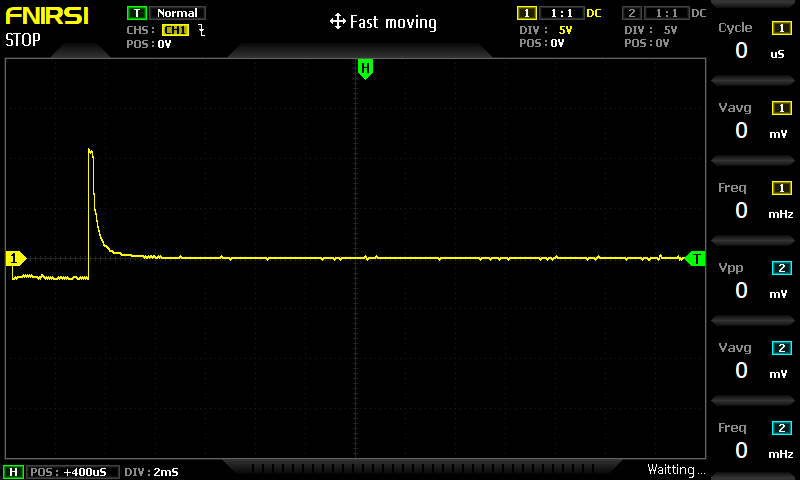 FNIRSI
STOP
T Normal
CHS: CH1
POS: 0V
Fast moving
1 1:1 DC
DIV: 5V
POS: 0V
2 1:1 DC
DIV: 5V
POS: 0V
H
1
T
Cycle 1
0 uS
Vavg 1
0 mV
Freq 1
0 mHz
Vpp 2
0 mV
Vavg 2
0 mV
Freq 2
0 mHz
H POS: +400uS DIV: 2mS
Waitting...